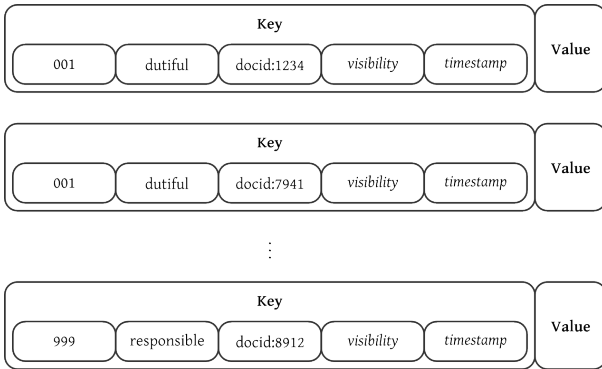 Key
Value
001 dutiful docid:1234 visibility timestamp
Key
Value
001 dutiful docid:7941 visibility timestamp
⋮
Key
Value
999 responsible docid:8912 visibility timestamp